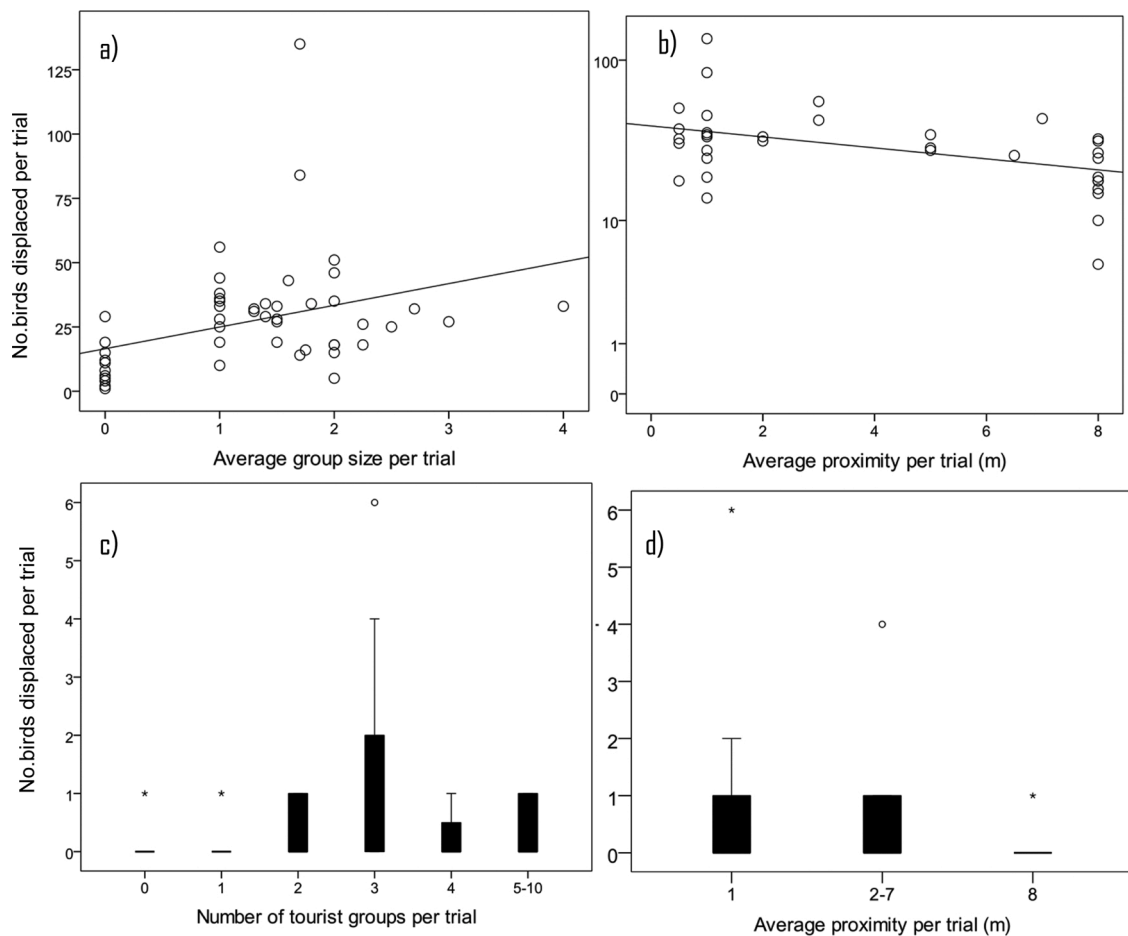 a)
No.birds displaced per trial
125
100
75
50
25
0
0 1 2 3 4
Average group size per trial
b)
100
10
1
0
0 2 4 6 8
Average proximity per trial (m)
c)
No.birds displaced per trial
6
5
4
3
2
1
0
0 1 2 3 4 5-10
Number of tourist groups per trial
d)
6
5
4
3
2
1
0
1 2-7 8
Average proximity per trial (m)